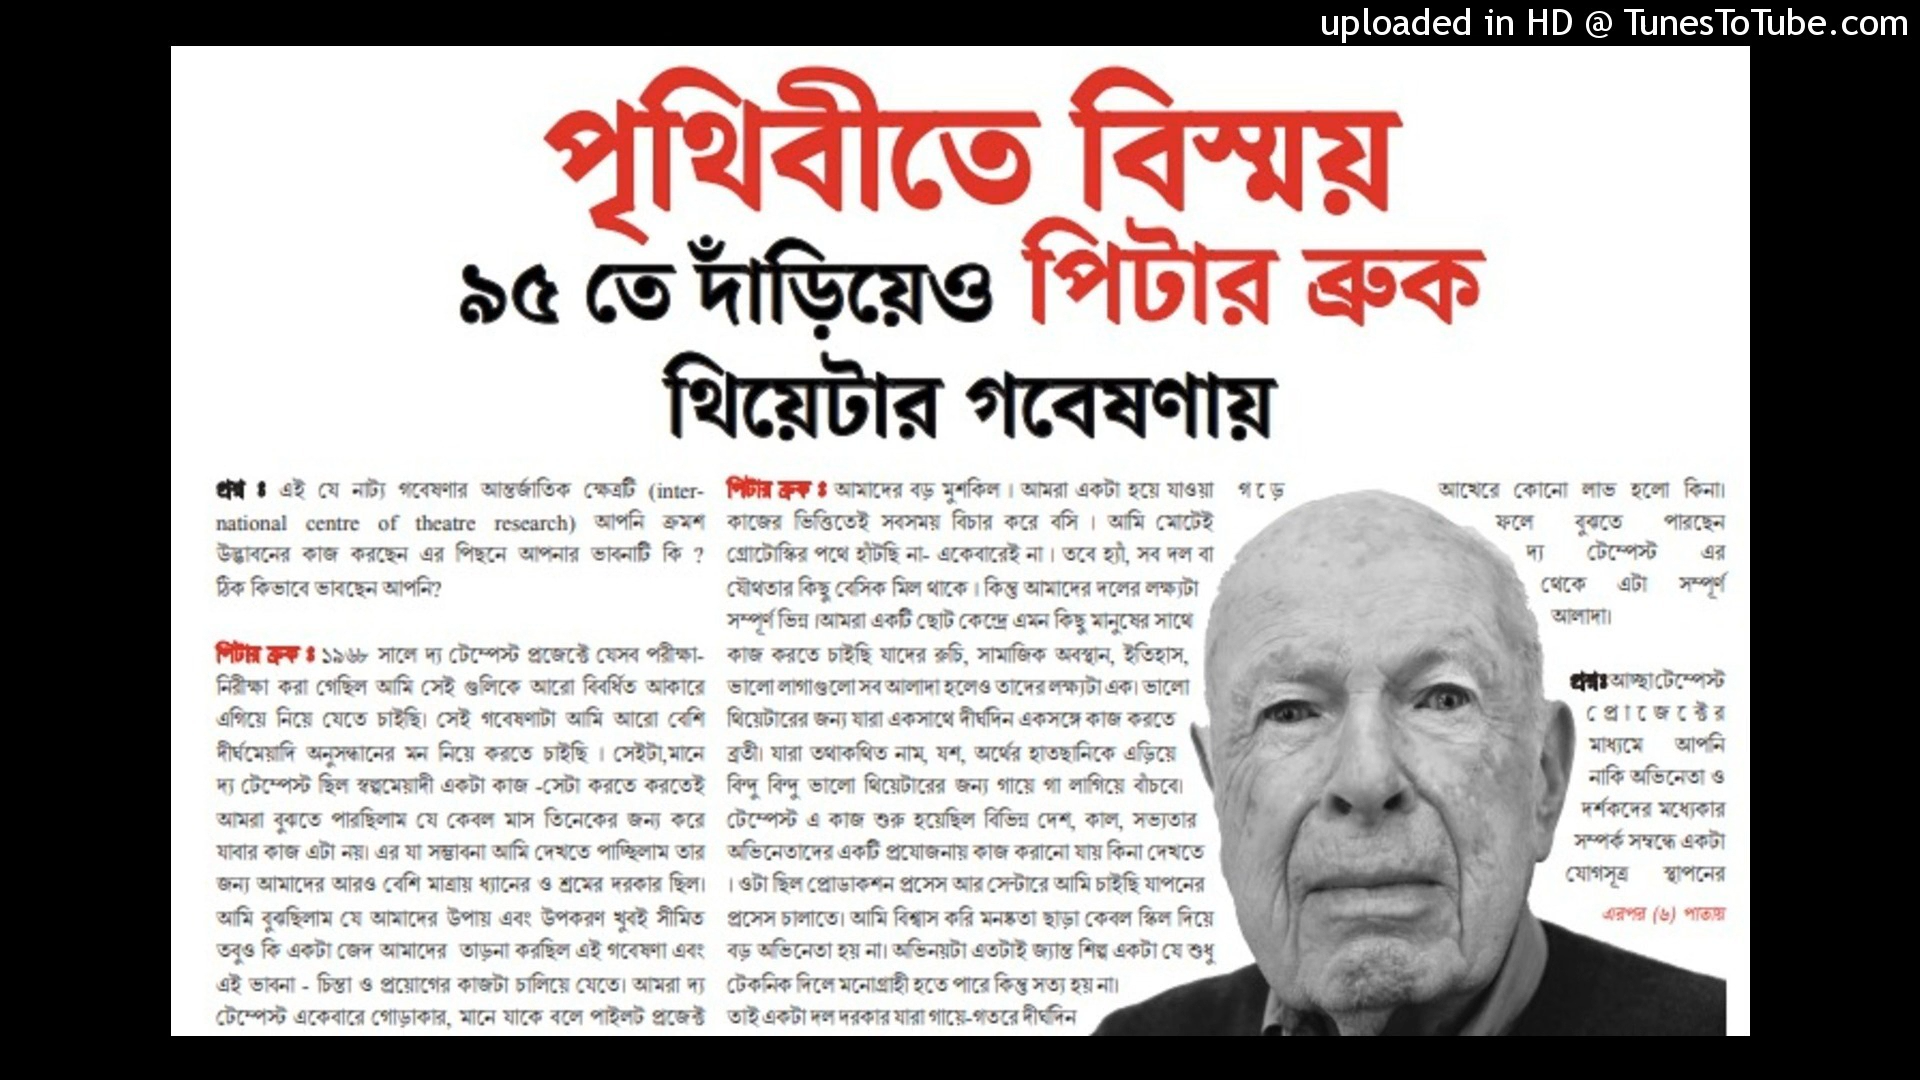 uploaded in HD @ TunesToTube.com
পৃথিবীতে বিস্ময়
৯৫ তে দাঁড়িয়েও পিটার ব্রুক
থিয়েটার গবেষণায়
প্রশ্ন ঃ এই যে নাট্য গবেষণার আন্তর্জাতিক ক্ষেত্রটি (inter-
national centre of theatre research) আপনি ক্রমশ
উদ্ভাবনের কাজ করছেন এর পিছনে আপনার ভাবনাটি কি ?
ঠিক কিভাবে ভাবছেন আপনি?
পিটার ব্রুক ঃ ১৯৬৮ সালে দ্য টেম্পেস্ট প্রজেক্টে যেসব পরীক্ষা-
নিরীক্ষা করা গেছিল আমি সেই গুলিকে আরো বিবর্ধিত আকারে
এগিয়ে নিয়ে যেতে চাইছি। সেই গবেষণাটা আমি আরো বেশি
দীর্ঘমেয়াদি অনুসন্ধানের মন নিয়ে করতে চাইছি । সেইটা,মানে
দ্য টেম্পেস্ট ছিল স্বল্পমেয়াদী একটা কাজ -সেটা করতে করতেই
আমরা বুঝতে পারছিলাম যে কেবল মাস তিনেকের জন্য করে
যাবার কাজ এটা নয়। এর যা সম্ভাবনা আমি দেখতে পাচ্ছিলাম তার
জন্য আমাদের আরও বেশি মাত্রায় ধ্যানের ও শ্রমের দরকার ছিল।
আমি বুঝছিলাম যে আমাদের উপায় এবং উপকরণ খুবই সীমিত
তবুও কি একটা জেদ আমাদের তাড়না করছিল এই গবেষণা এবং
এই ভাবনা - চিন্তা ও প্রয়োগের কাজটা চালিয়ে যেতে। আমরা দ্য
টেম্পেস্ট একেবারে গোড়াকার, মানে যাকে বলে পাইলট প্রজেক্ট
পিটার ব্রুক ঃ আমাদের বড় মুশকিল । আমরা একটা হয়ে যাওয়া
কাজের ভিত্তিতেই সবসময় বিচার করে বসি । আমি মোটেই
গ্রোটোস্কির পথে হাঁটছি না- একেবারেই না । তবে হ্যাঁ, সব দল বা
যৌথতার কিছু বেসিক মিল থাকে । কিন্তু আমাদের দলের লক্ষ্যটা
সম্পূর্ণ ভিন্ন ।আমরা একটি ছোট কেন্দ্রে এমন কিছু মানুষের সাথে
কাজ করতে চাইছি যাদের রুচি, সামাজিক অবস্থান, ইতিহাস,
ভালো লাগাগুলো সব আলাদা হলেও তাদের লক্ষ্যটা এক। ভালো
থিয়েটারের জন্য যারা একসাথে দীর্ঘদিন একসঙ্গে কাজ করতে
ব্রতী। যারা তথাকথিত নাম, যশ, অর্থের হাতছানিকে এড়িয়ে
বিন্দু বিন্দু ভালো থিয়েটারের জন্য গায়ে গা লাগিয়ে বাঁচবে।
টেম্পেস্ট এ কাজ শুরু হয়েছিল বিভিন্ন দেশ, কাল, সভ্যতার
অভিনেতাদের একটি প্রযোজনায় কাজ করানো যায় কিনা দেখতে
। ওটা ছিল প্রোডাকশন প্রসেস আর সেন্টারে আমি চাইছি যাপনের
প্রসেস চালাতে। আমি বিশ্বাস করি মনষ্কতা ছাড়া কেবল স্কিল দিয়ে
বড় অভিনেতা হয় না। অভিনয়টা এতটাই জ্যান্ত শিল্প একটা যে শুধু
টেকনিক দিলে মনোগ্রাহী হতে পারে কিন্তু সত্য হয় না।
তাই একটা দল দরকার যারা গায়ে-গতরে দীর্ঘদিন
গড়ে আখেরে কোনো লাভ হলো কিনা।
ফলে বুঝতে পারছেন
দ্য টেম্পেস্ট এর
থেকে এটা সম্পূর্ণ
আলাদা।
প্রশ্নঃ আচ্ছা টেম্পেস্ট
প্রোজেক্টের
মাধ্যমে আপনি
নাকি অভিনেতা ও
দর্শকদের মধ্যেকার
সম্পর্ক সম্বন্ধে একটা
যোগসূত্র স্থাপনের
এরপর (৬) পাতায়